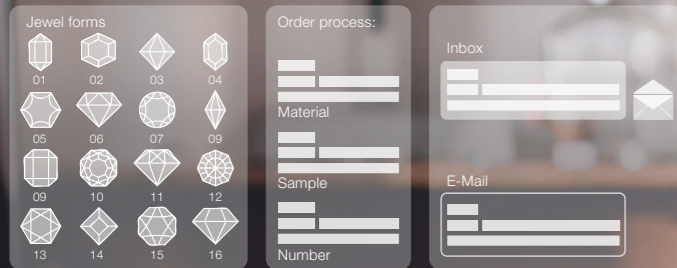 Jewel forms
01 02 03 04
05 06 07 09
09 10 11 12
13 14 15 16
Order process:
Material
Sample
Number
Inbox
E-Mail